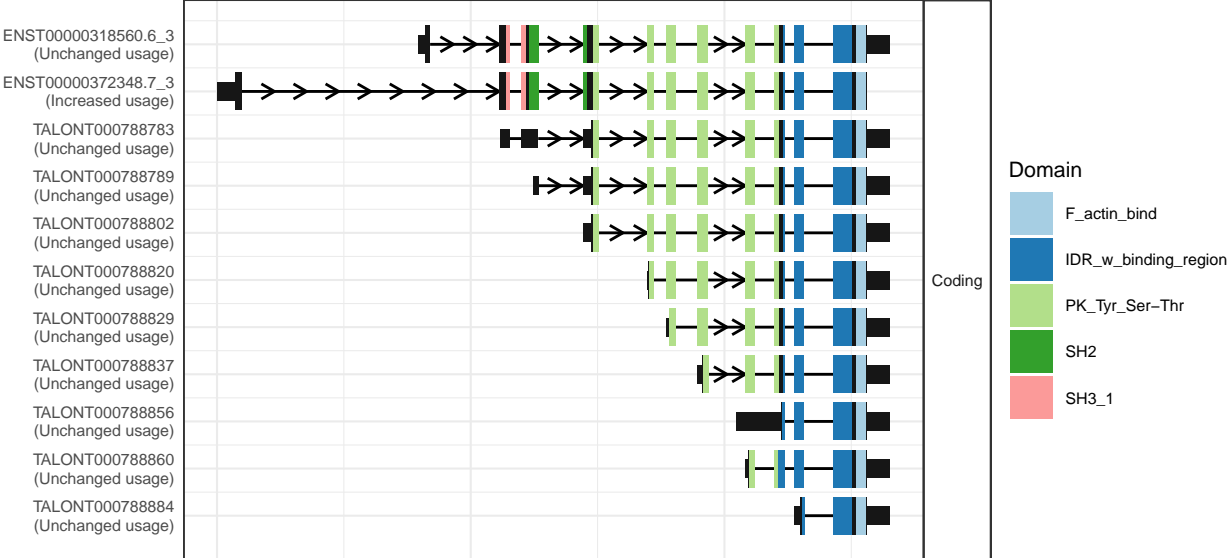 ENST00000318560.6_3
(Unchanged usage)
ENST00000372348.7_3
(Increased usage)
TALONT000788783
(Unchanged usage)
TALONT000788789
(Unchanged usage)
TALONT000788802
(Unchanged usage)
TALONT000788820
(Unchanged usage)
TALONT000788829
(Unchanged usage)
TALONT000788837
(Unchanged usage)
TALONT000788856
(Unchanged usage)
TALONT000788860
(Unchanged usage)
TALONT000788884
(Unchanged usage)
Coding
Domain
F_actin_bind
IDR_w_binding_region
PK_Tyr_Ser−Thr
SH2
SH3_1